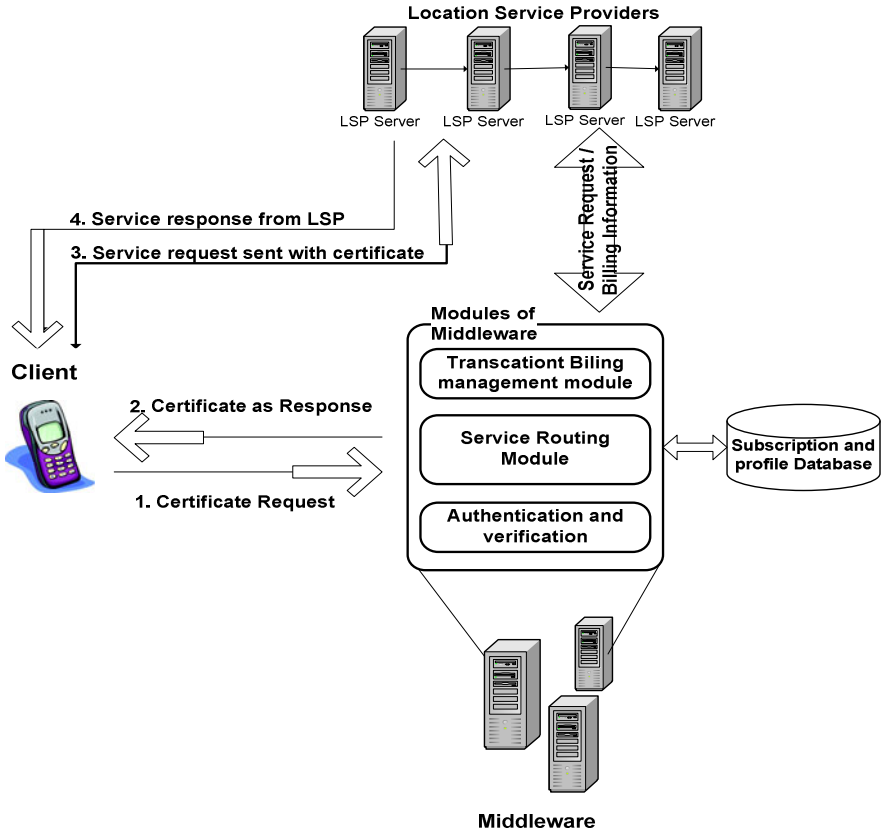 Location Service Providers
LSP Server
LSP Server
LSP Server
LSP Server
Service Request /
Billing Information
4. Service response from LSP
3. Service request sent with certificate
Client
2. Certificate as Response
1. Certificate Request
Modules of
Middleware
Transcationt Biling
management module
Service Routing
Module
Authentication and
verification
Subscription and
profile Database
Middleware